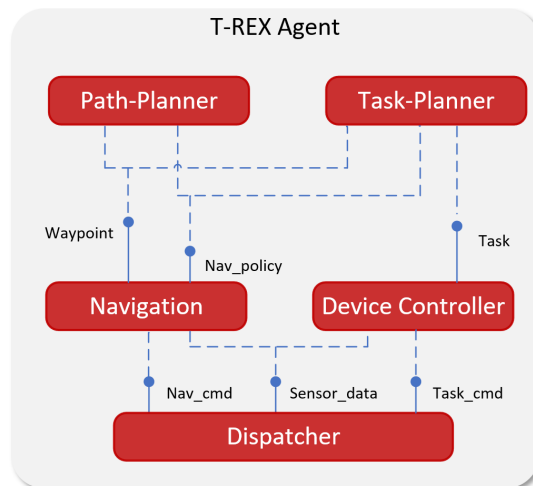 T-REX Agent
Path-Planner
Task-Planner
Waypoint
Task
Nav_policy
Navigation
Device Controller
Nav_cmd
Sensor_data
Task_cmd
Dispatcher